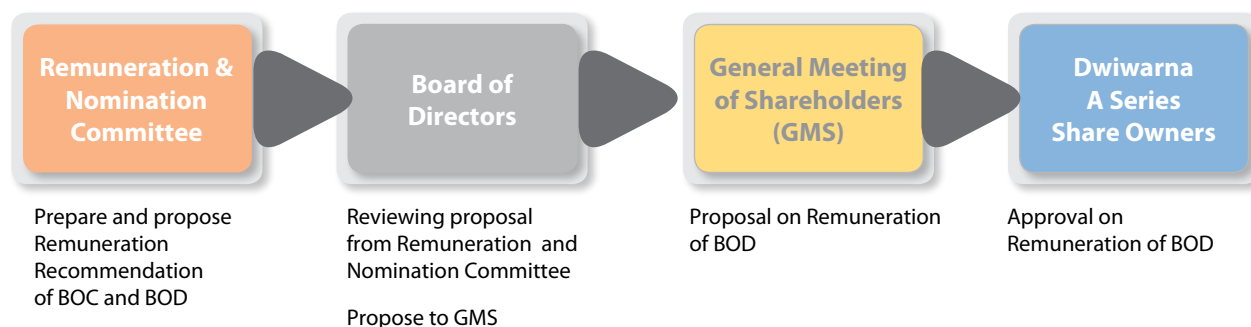 Remuneration &
Nomination
Committee
Board of
Directors
General Meeting
of Shareholders
(GMS)
Dwiwarna
A Series
Share Owners
Prepare and propose
Remuneration
Recommendation
of BOC and BOD
Reviewing proposal
from Remuneration and
Nomination Committee
Propose to GMS
Proposal on Remuneration
of BOD
Approval on
Remuneration of BOD